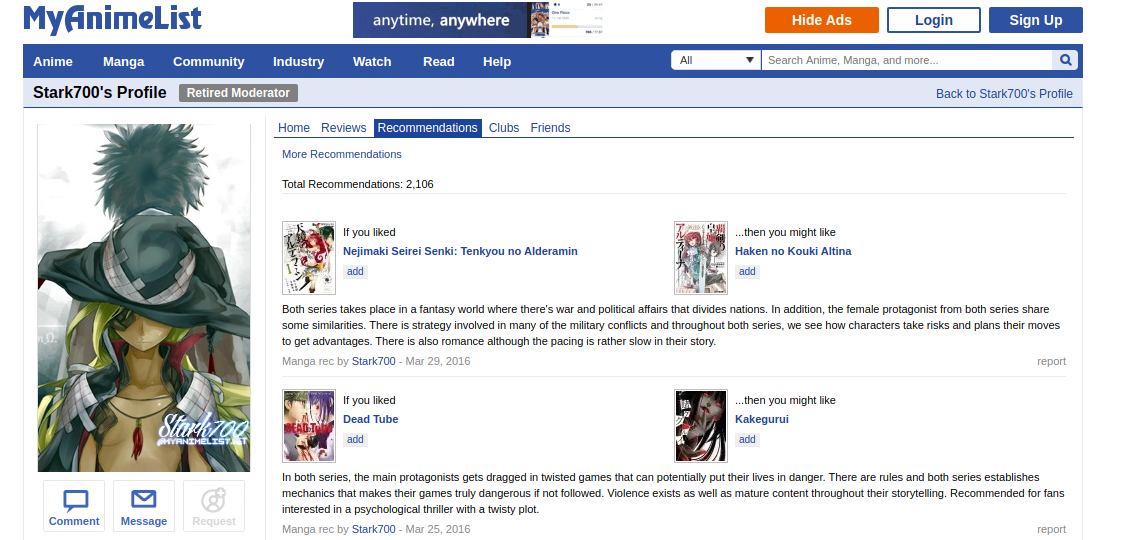 MyAnimeList
anytime, anywhere
Hide Ads
Login
Sign Up
Anime Manga Community Industry Watch Read Help
All
Search Anime, Manga, and more...
Stark700's Profile
Retired Moderator
Back to Stark700's Profile
Home Reviews Recommendations Clubs Friends
More Recommendations
Total Recommendations: 2,106
If you liked
Nejimaki Seirei Senki: Tenkyou no Alderamin
add
...then you might like
Haken no Kouki Altina
add
Both series takes place in a fantasy world where there's war and political affairs that divides nations. In addition, the female protagonist from both series share
some similarities. There is strategy involved in many of the military conflicts and throughout both series, we see how characters take risks and plans their moves
to get advantages. There is also romance although the pacing is rather slow in their story.
Manga rec by Stark700 - Mar 29, 2016
report
If you liked
Dead Tube
add
...then you might like
Kakegurui
add
In both series, the main protagonists gets dragged in twisted games that can potentially put their lives in danger. There are rules and both series establishes
mechanics that makes their games truly dangerous if not followed. Violence exists as well as mature content throughout their storytelling. Recommended for fans
interested in a psychological thriller with a twisty plot.
Manga rec by Stark700 - Mar 25, 2016
report
Stark700
@MYANIMELIST.NET
Comment
Message
Request